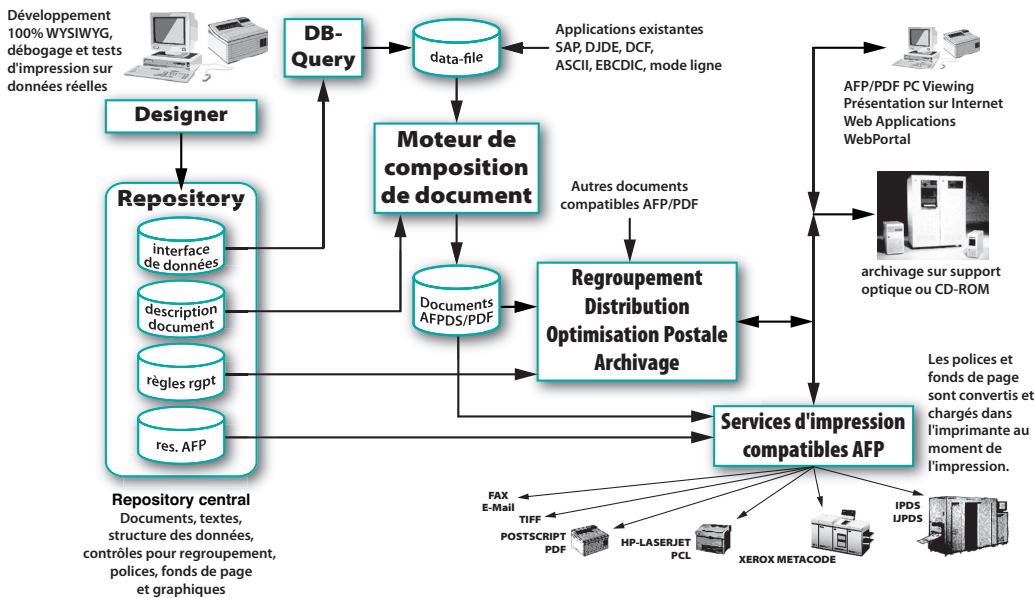 Développement
100% WYSIWYG,
débogage et tests
d'impression sur
données réelles
Designer
DB-
Query
data-file
Applications existantes
SAP, DJDE, DCF,
ASCII, EBCDIC, mode ligne
AFP/PDF PC Viewing
Présentation sur Internet
Web Applications
WebPortal
Moteur de
composition
de document
Autres documents
compatibles AFP/PDF
Repository
interface
de données
description
document
règles rgpt
res. AFP
Documents
AFPDS/PDF
Regroupement
Distribution
Optimisation Postale
Archivage
archivage sur support
optique ou CD-ROM
Les polices et
fonds de page
sont convertis et
chargés dans
l'imprimante au
moment de
l'impression.
Services d'impression
compatibles AFP
Repository central
Documents, textes,
structure des données,
contrôles pour regroupement,
polices, fonds de page
et graphiques
FAX
E-Mail
TIFF
POSTSCRIPT
PDF
HP-LASERJET
PCL
XEROX METACODE
IPDS
IJPDS